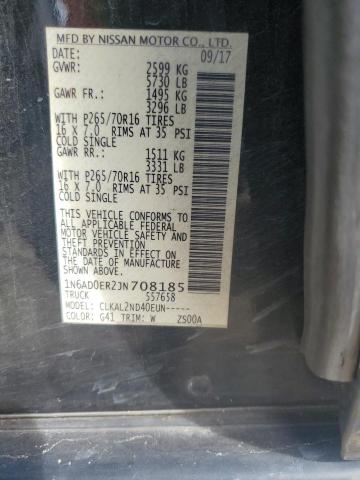 MFD BY NISSAN MOTOR CO., LTD.
DATE: 09/17
GVWR: 2599 KG
5730 LB
GAWR FR: 1495 KG
3296 LB
WITH P265/70R16 TIRES
16 X 7.0 RIMS AT 35 PSI
COLD SINGLE
GAWR RR: 1511 KG
3331 LB
WITH P265/70R16 TIRES
16 X 7.0 RIMS AT 35 PSI
COLD SINGLE
THIS VEHICLE CONFORMS TO
ALL APPLICABLE FEDERAL
MOTOR VEHICLE SAFETY AND
THEFT PREVENTION
STANDARDS IN EFFECT ON
THE DATE OF MANUFACTURE
SHOWN ABOVE.
1N6AD0ER2JN708185
TRUCK 557658
MODEL: CLKAL2ND40EUN-----
COLOR: G41 TRIM: W ZS00A